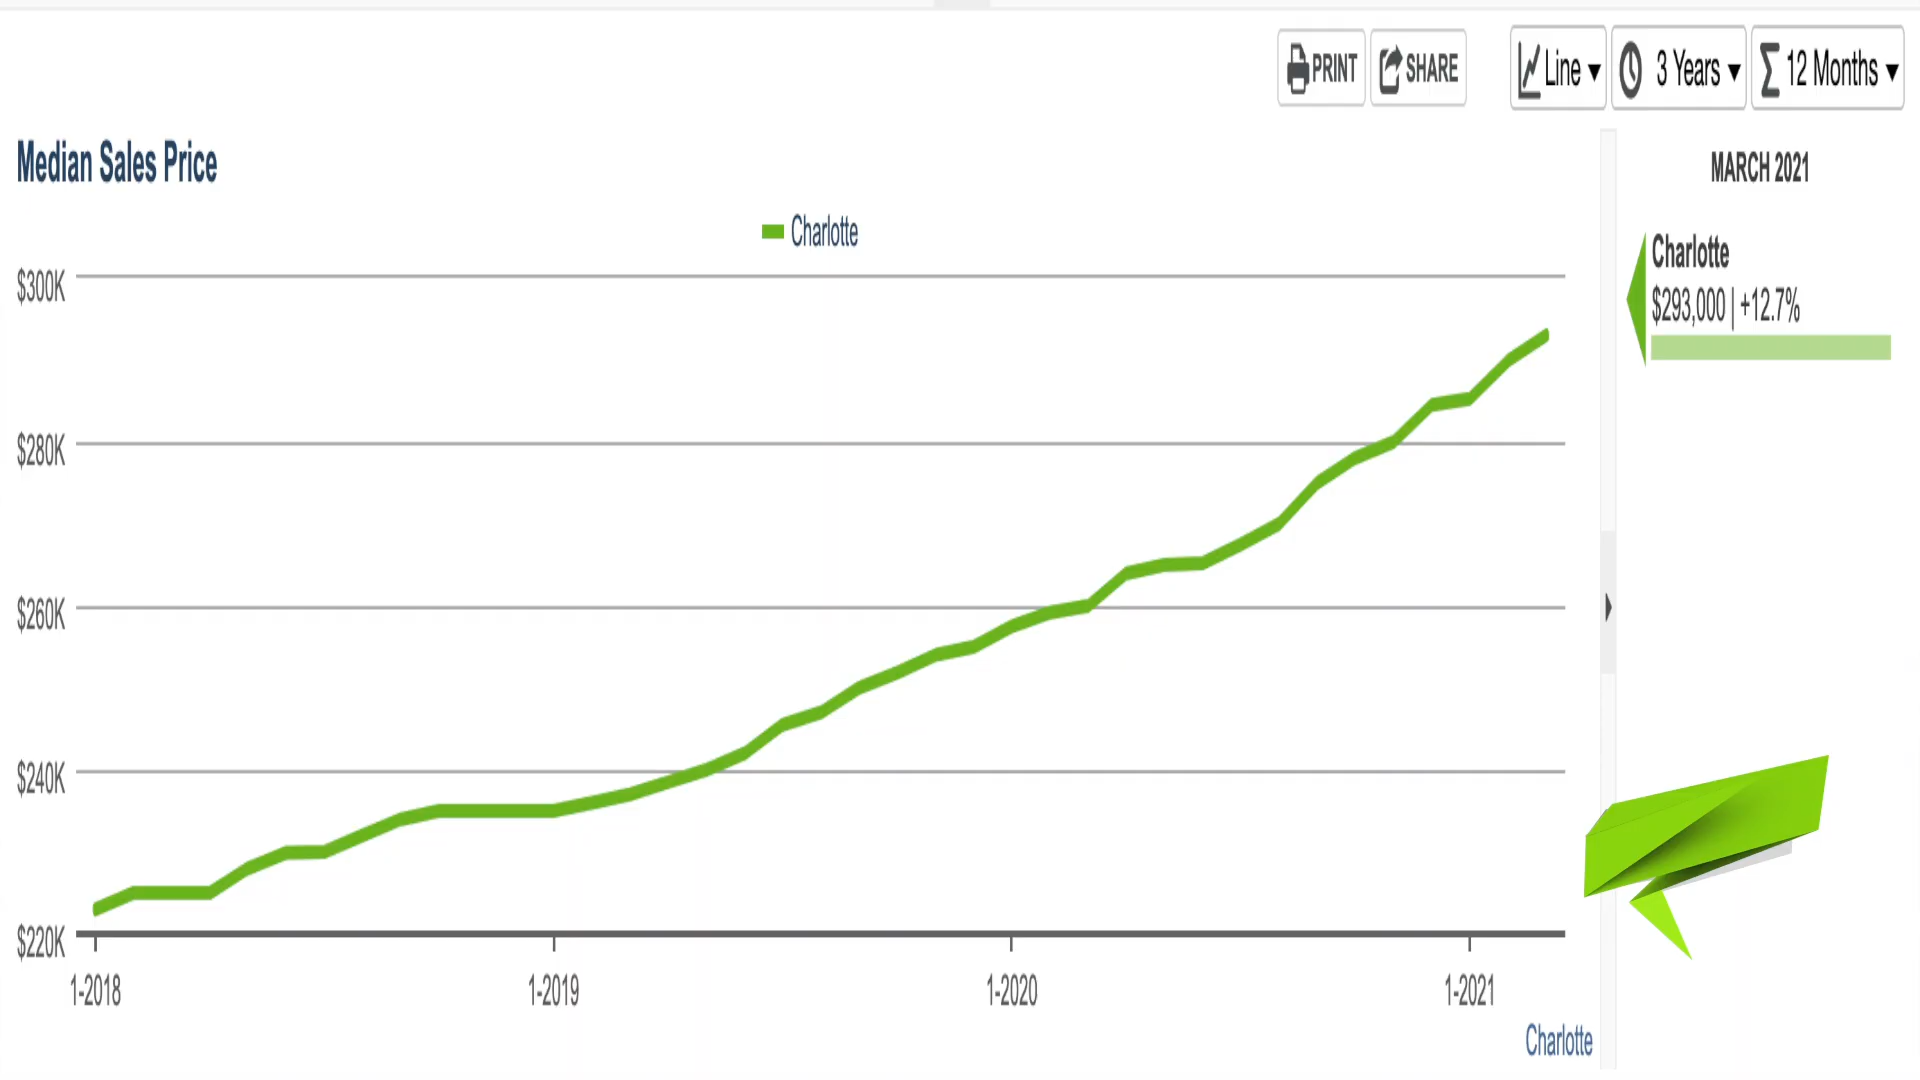 PRINT SHARE Line 3 Years 12 Months
Median Sales Price
MARCH 2021
Charlotte
Charlotte
$293,000 | +12.7%
$300K
$280K
$260K
$240K
$220K
1-2018 1-2019 1-2020 1-2021
Charlotte